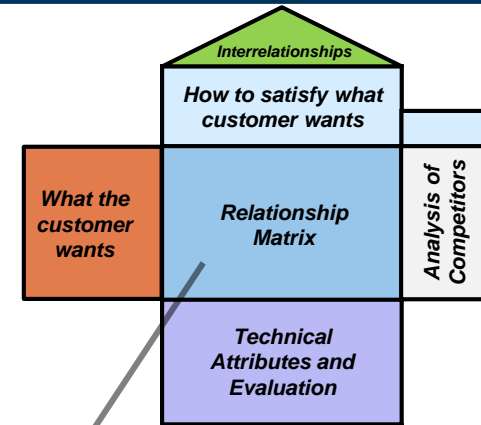 Interrelationships
How to satisfy what
customer wants
What the
customer
wants
Relationship
Matrix
Analysis of
Competitors
Technical
Attributes and
Evaluation